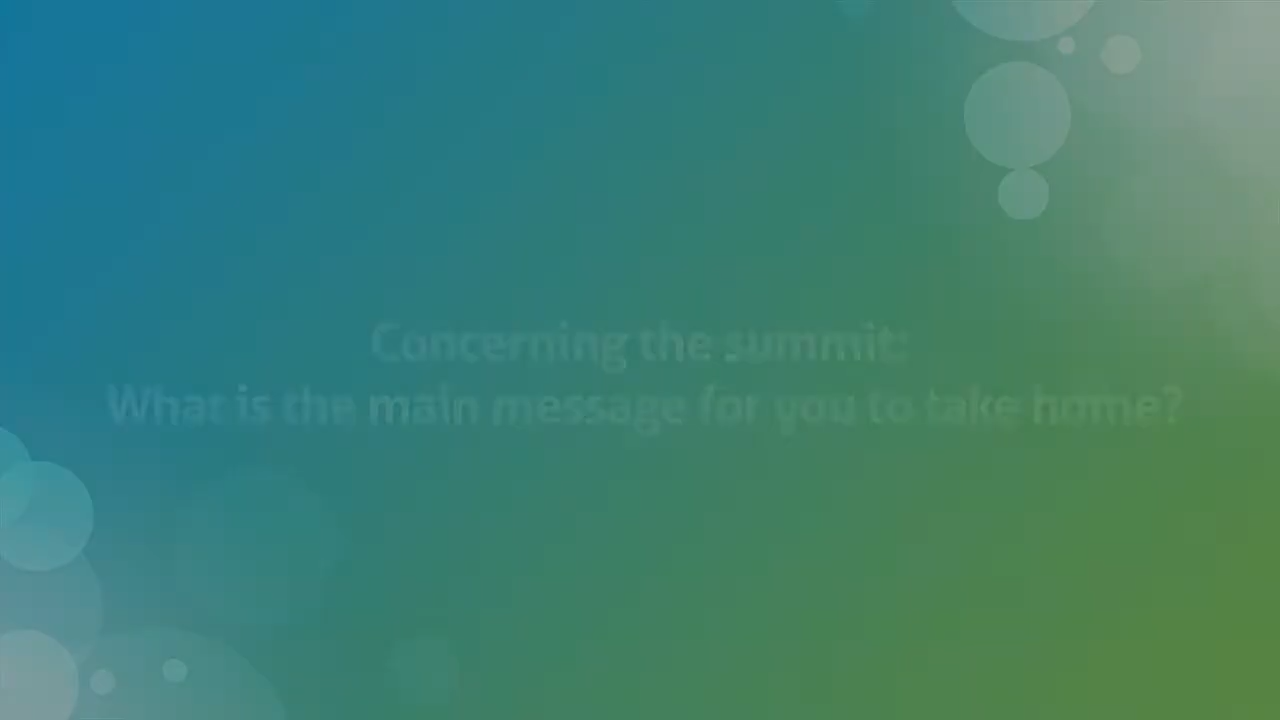 Concerning the summit:
What is the main message for you to take home?